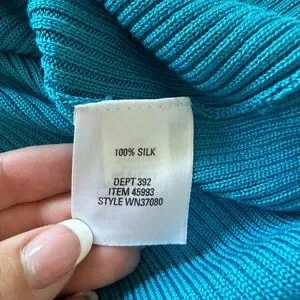 100% SILK
DEPT 392
ITEM 45993
STYLE WN37080